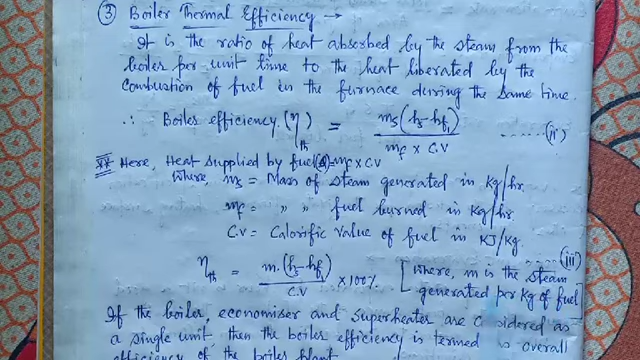 ③ Boiler Thermal Efficiency →
It is the ratio of heat absorbed by the steam from the
boiler per unit time to the heat liberated by the
combustion of fuel in the furnace during the same time.
∴ Boiler efficiency (η)th = ms(hs-hf1) / mf × C.V ......(ii)
** Here, Heat supplied by fuel = mf × C.V
where, ms = Mass of steam generated in kg/hr.
mf = " " fuel burned in kg/hr.
C.V = Calorific value of fuel in KJ/kg.
ηth = m.(hs-hf1) / C.V × 100% ....(iii)
[where, m is the steam
generated per kg of fuel]
If the boiler, economiser and superheater are considered as
a single unit then the boiler efficiency is termed as overall
efficiency of the boiler plant